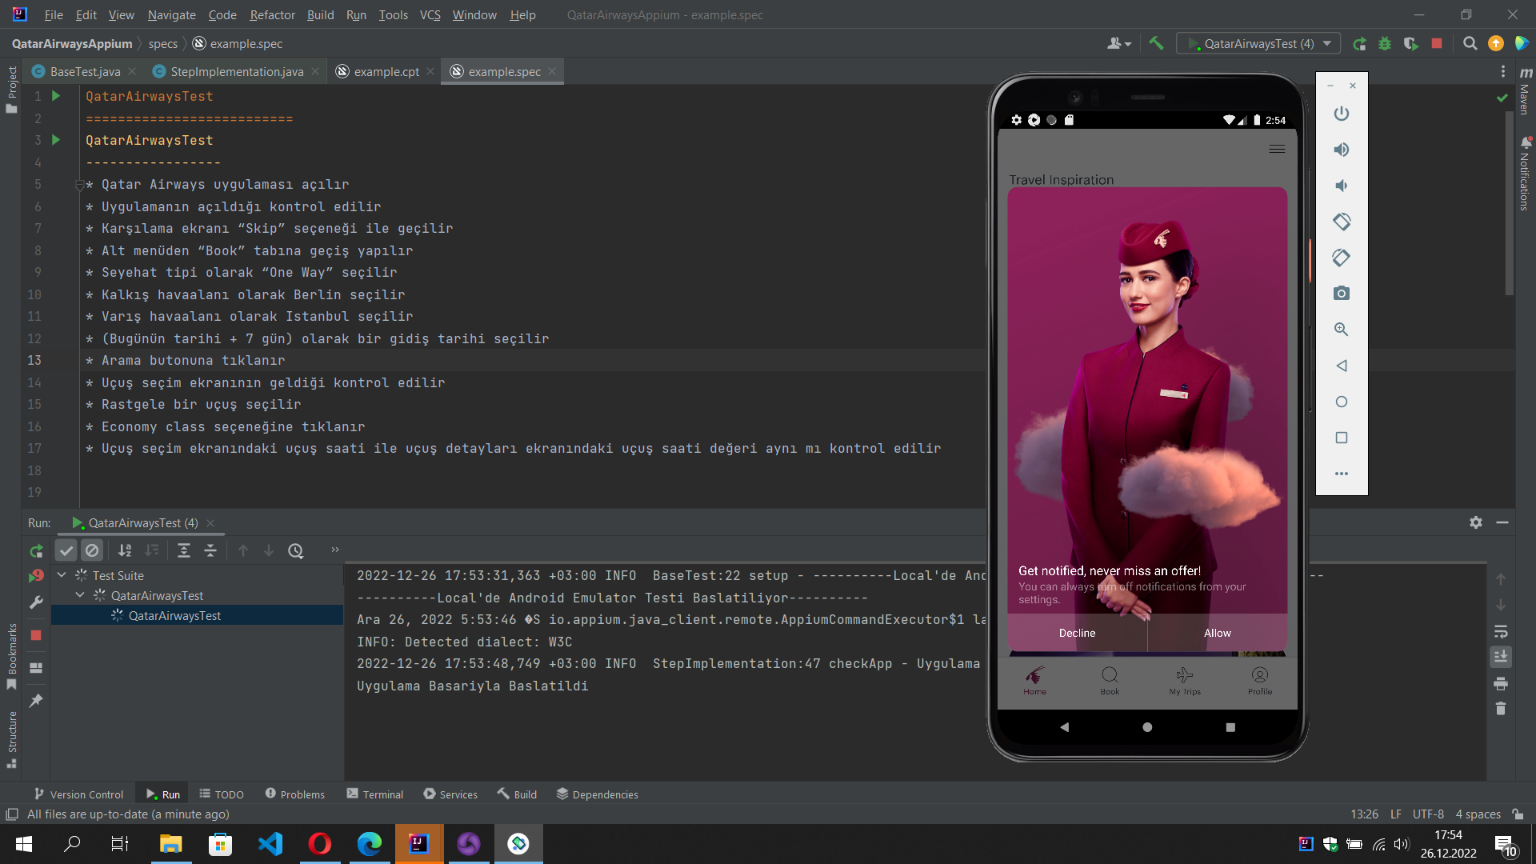 File Edit View Navigate Code Refactor Build Run Tools VCS Window Help QatarAirwaysAppium - example.spec
QatarAirwaysAppium specs example.spec QatarAirwaysTest (4)
BaseTest.java StepImplementation.java example.cpt example.spec
Project
Maven
Notifications
1 QatarAirwaysTest
2 ==========================
3 QatarAirwaysTest
4 -----------------
5 * Qatar Airways uygulaması açılır
6 * Uygulamanın açıldığı kontrol edilir
7 * Karşılama ekranı “Skip” seçeneği ile geçilir
8 * Alt menüden “Book” tabına geçiş yapılır
9 * Seyehat tipi olarak “One Way” seçilir
10 * Kalkış havaalanı olarak Berlin seçilir
11 * Varış havaalanı olarak Istanbul seçilir
12 * (Bugünün tarihi + 7 gün) olarak bir gidiş tarihi seçilir
13 * Arama butonuna tıklanır
14 * Uçuş seçim ekranının geldiği kontrol edilir
15 * Rastgele bir uçuş seçilir
16 * Economy class seçeneğine tıklanır
17 * Uçuş seçim ekranındaki uçuş saati ile uçuş detayları ekranındaki uçuş saati değeri aynı mı kontrol edilir
18
19
2:54
Travel Inspiration
Get notified, never miss an offer!
You can always turn off notifications from your
settings.
Decline Allow
Home Book My Trips Profile
Run: QatarAirwaysTest (4)
Test Suite
QatarAirwaysTest
QatarAirwaysTest
2022-12-26 17:53:31,363 +03:00 INFO  BaseTest:22 setup - ----------Local'de And --
----------Local'de Android Emulator Testi Baslatiliyor----------
Ara 26, 2022 5:53:46 �S io.appium.java_client.remote.AppiumCommandExecutor$1 la
INFO: Detected dialect: W3C
2022-12-26 17:53:48,749 +03:00 INFO  StepImplementation:47 checkApp - Uygulama
Uygulama Basariyla Baslatildi
Bookmarks
Structure
Version Control Run TODO Problems Terminal Services Build Dependencies
All files are up-to-date (a minute ago) 13:26 LF UTF-8 4 spaces
17:54
26.12.2022
10